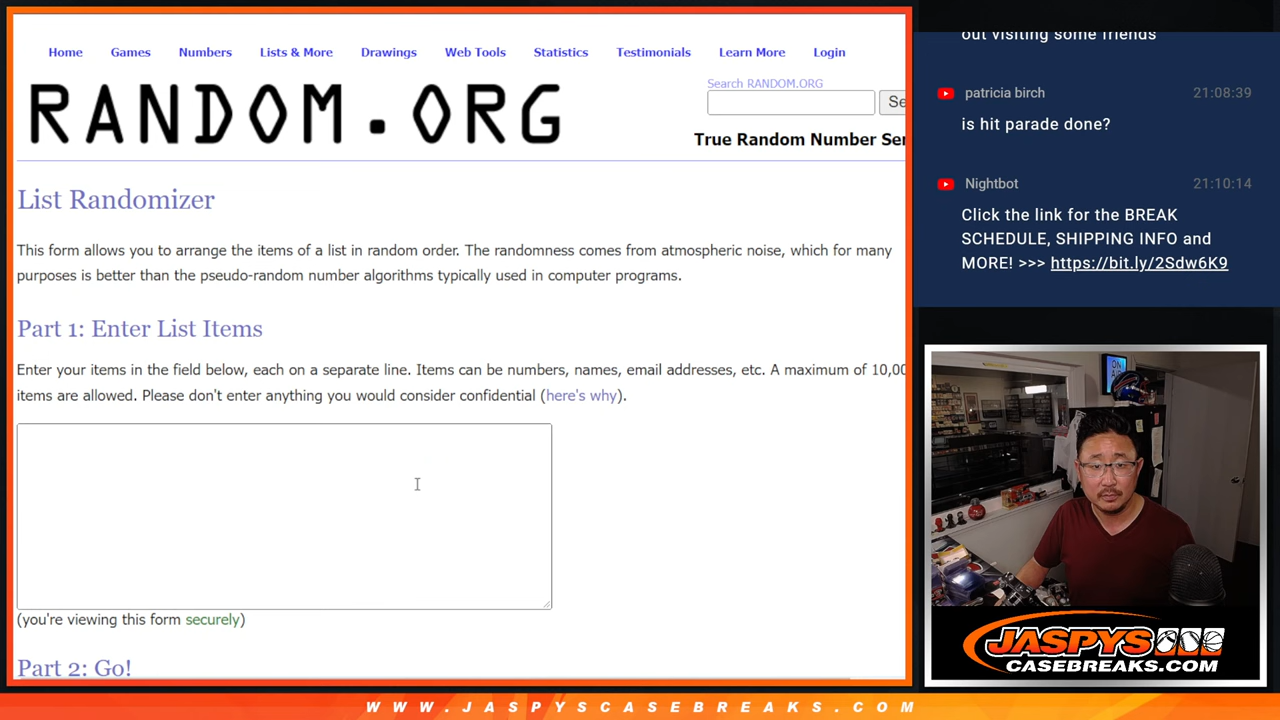 Home Games Numbers Lists & More Drawings Web Tools Statistics Testimonials Learn More Login
RANDOM.ORG
Search RANDOM.ORG
Se
True Random Number Ser
List Randomizer
This form allows you to arrange the items of a list in random order. The randomness comes from atmospheric noise, which for many
purposes is better than the pseudo-random number algorithms typically used in computer programs.
Part 1: Enter List Items
Enter your items in the field below, each on a separate line. Items can be numbers, names, email addresses, etc. A maximum of 10,00
items are allowed. Please don't enter anything you would consider confidential (here's why).
(you're viewing this form securely)
Part 2: Go!
out visiting some friends
patricia birch 21:08:39
is hit parade done?
Nightbot 21:10:14
Click the link for the BREAK
SCHEDULE, SHIPPING INFO and
MORE! >>> https://bit.ly/2Sdw6K9
ON
JASPYS
CASEBREAKS.COM
WWW.JASPYSCASEBREAKS.COM